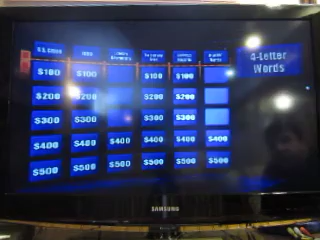 U.S. Cities
4-Letter
Words
$100 $100 $100 $100
$200 $200 $200 $200
$300 $300 $300 $300
$400 $400 $400 $400 $400 $400
$500 $500 $500 $500 $500 $500
SAMSUNG